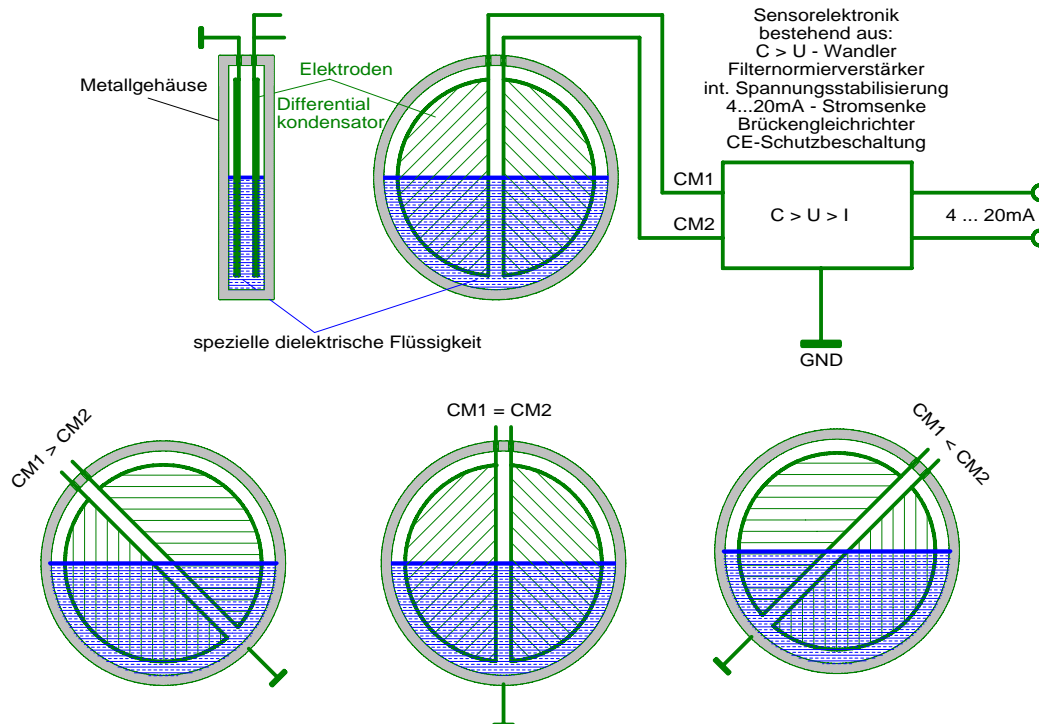 Sensorelektronik
bestehend aus:
C > U - Wandler
Filternormierverstärker
int. Spannungsstabilisierung
4...20mA - Stromsenke
Brückengleichrichter
CE-Schutzbeschaltung
Metallgehäuse
Elektroden
Differential
kondensator
CM1
CM2
C > U > I
4 ... 20mA
spezielle dielektrische Flüssigkeit
GND
CM1 > CM2
CM1 = CM2
CM1 < CM2